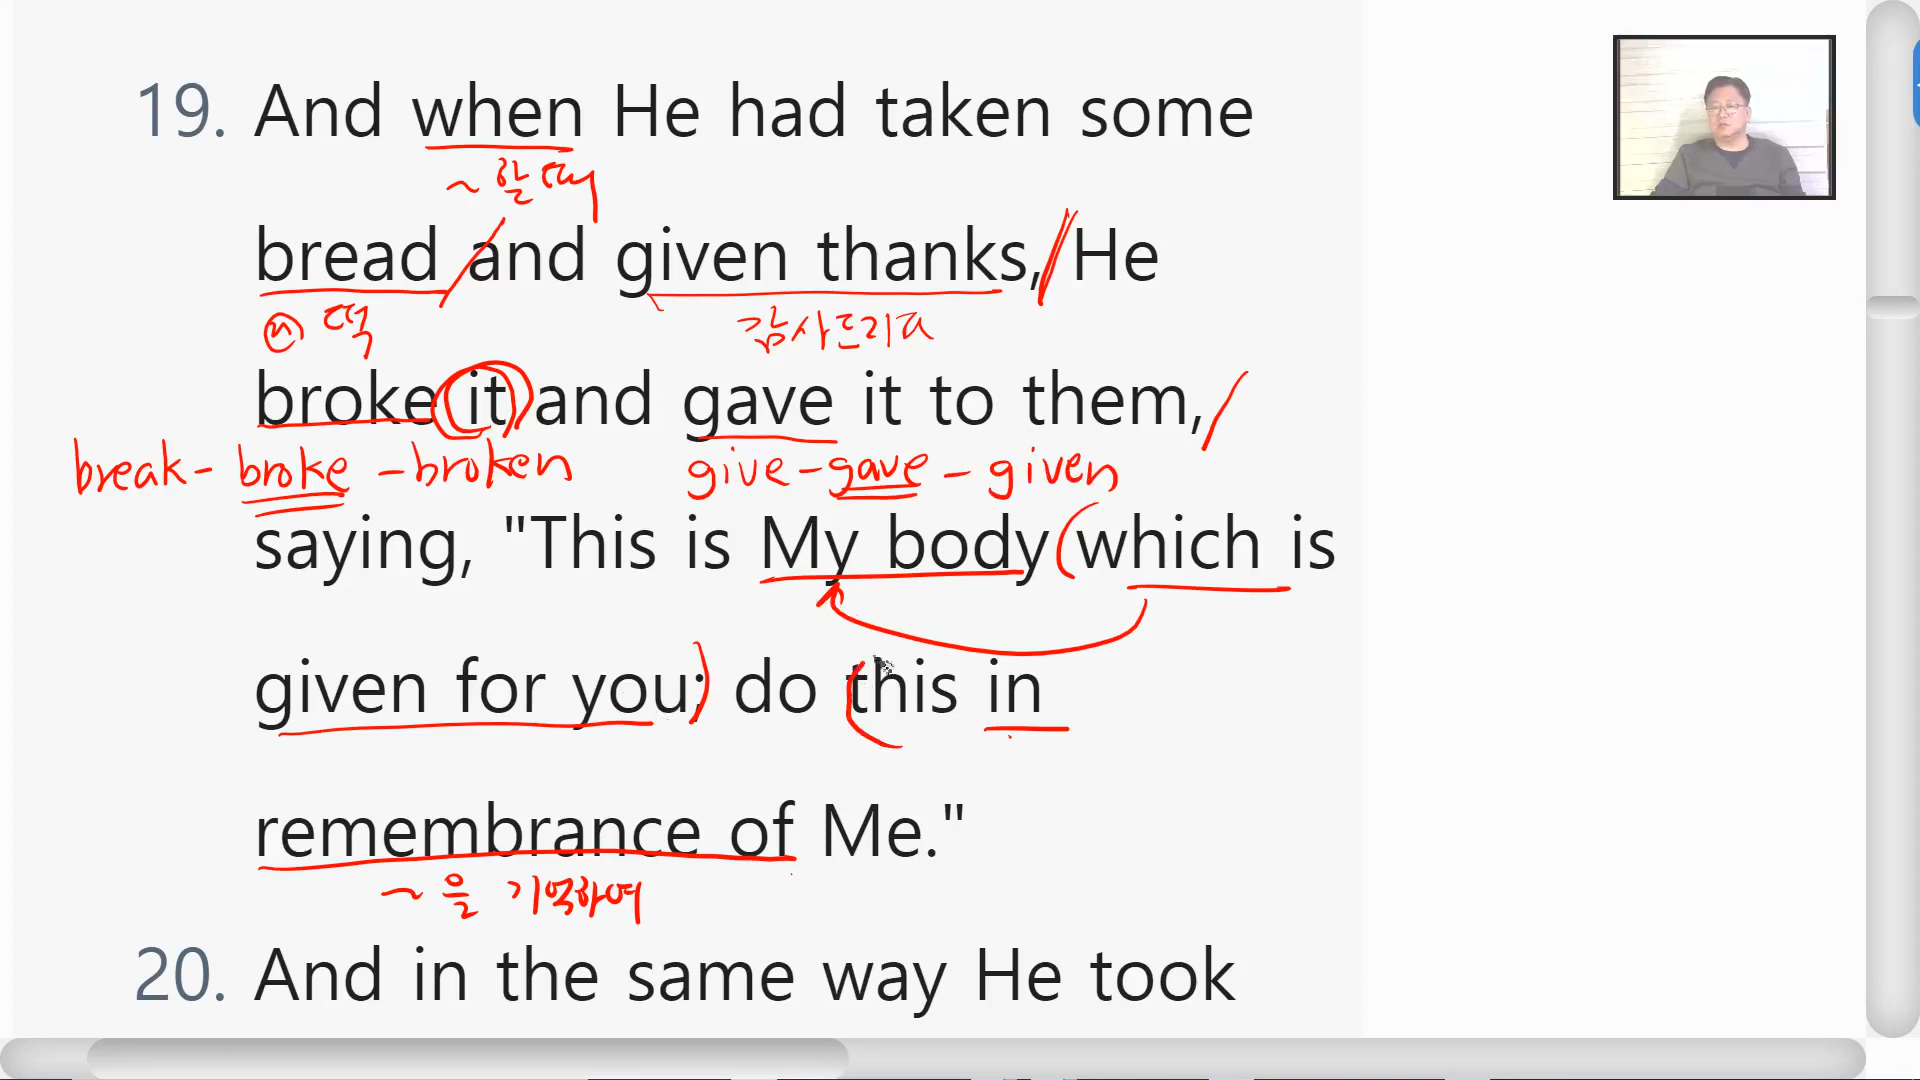 19. And when He had taken some
~할 때
bread and given thanks, He
ⓝ 떡 감사드리다
broke it and gave it to them,
break - broke - broken give - gave - given
saying, "This is My body which is
given for you; do this in
remembrance of Me."
~을 기억하여
20. And in the same way He took